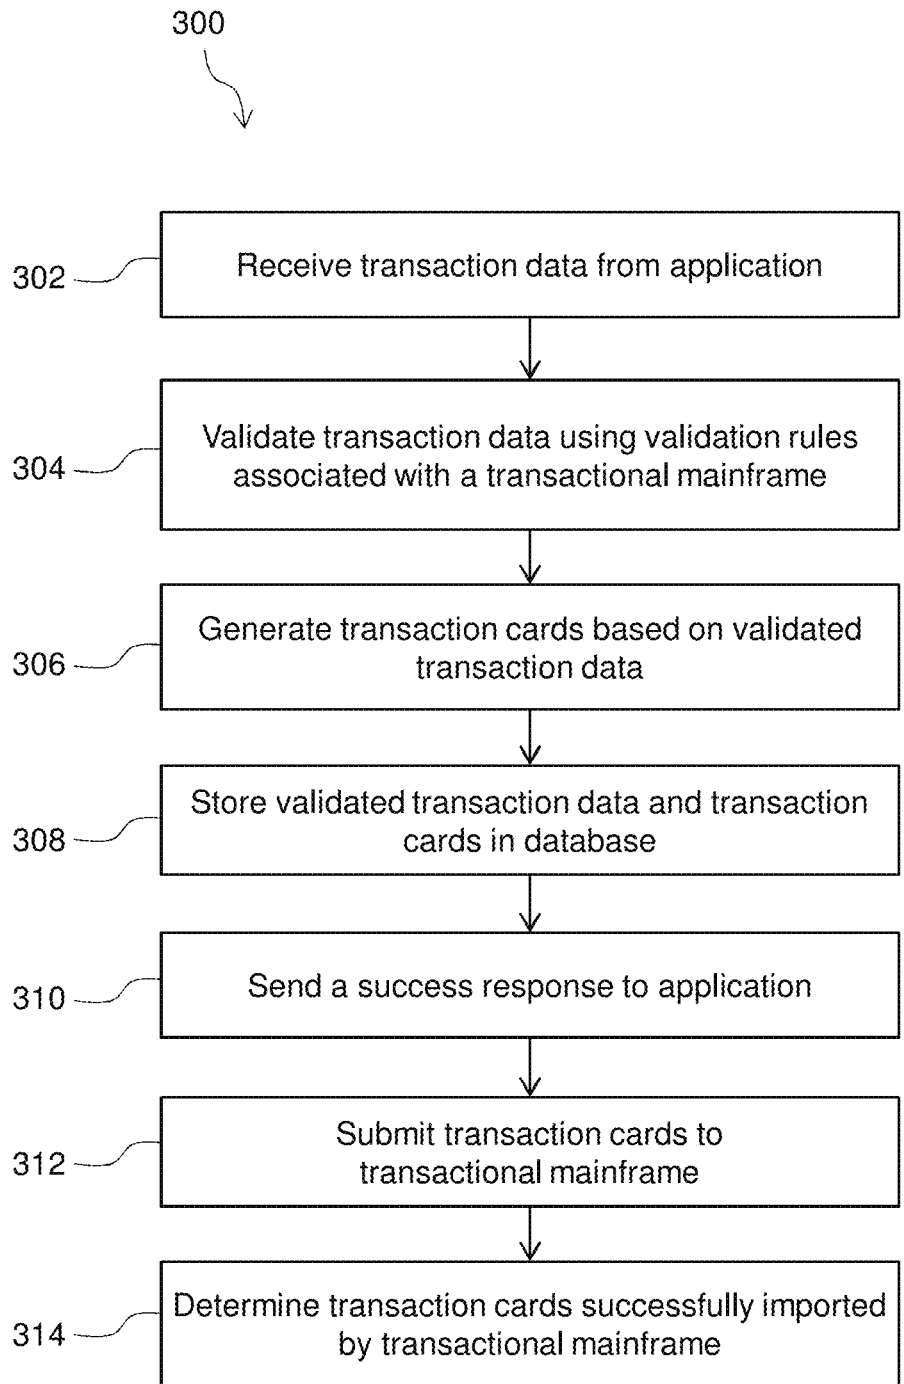 300
302
Receive transaction data from application
304
Validate transaction data using validation rules
associated with a transactional mainframe
306
Generate transaction cards based on validated
transaction data
308
Store validated transaction data and transaction
cards in database
310
Send a success response to application
312
Submit transaction cards to
transactional mainframe
314
Determine transaction cards successfully imported
by transactional mainframe